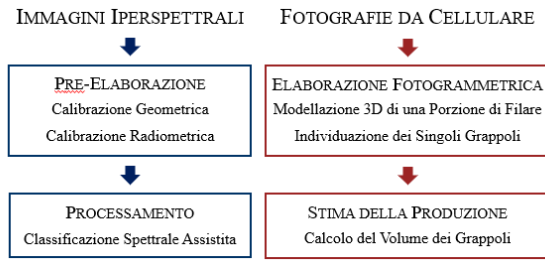 IMMAGINI IPERSPETTRALI
PRE-ELABORAZIONE
Calibrazione Geometrica
Calibrazione Radiometrica
PROCESSAMENTO
Classificazione Spettrale Assistita
FOTOGRAFIE DA CELLULARE
ELABORAZIONE FOTOGRAMMETRICA
Modellazione 3D di una Porzione di Filare
Individuazione dei Singoli Grappoli
STIMA DELLA PRODUZIONE
Calcolo del Volume dei Grappoli